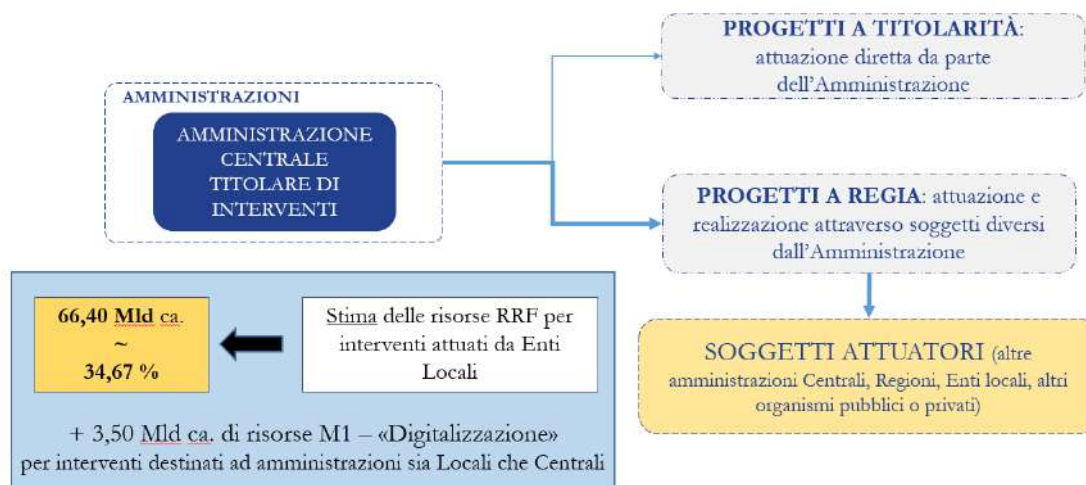 PROGETTI A TITOLARITÀ:
attuazione diretta da parte
dell'Amministrazione
AMMINISTRAZIONI
AMMINISTRAZIONE
CENTRALE
TITOLARE DI
INTERVENTI
PROGETTI A REGIA: attuazione e
realizzazione attraverso soggetti diversi
dall'Amministrazione
66,40 Mld ca.
~
34,67 %
Stima delle risorse RRF per
interventi attuati da Enti
Locali
SOGGETTI ATTUATORI (altre
amministrazioni Centrali, Regioni, Enti locali, altri
organismi pubblici o privati)
+ 3,50 Mld ca. di risorse M1 – «Digitalizzazione»
per interventi destinati ad amministrazioni sia Locali che Centrali